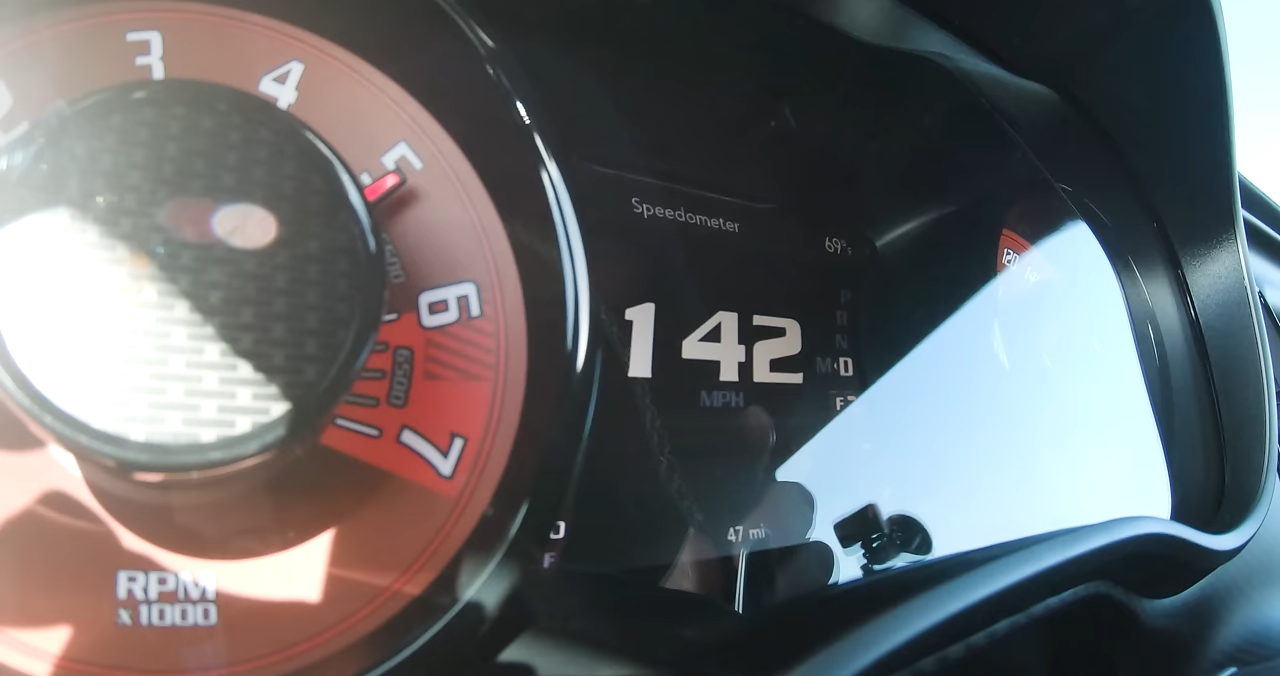 3
4
5
6
7
6500
RPM
x1000
Speedometer
69°F
142
MPH
P
R
N
M D
F
47 mi
120